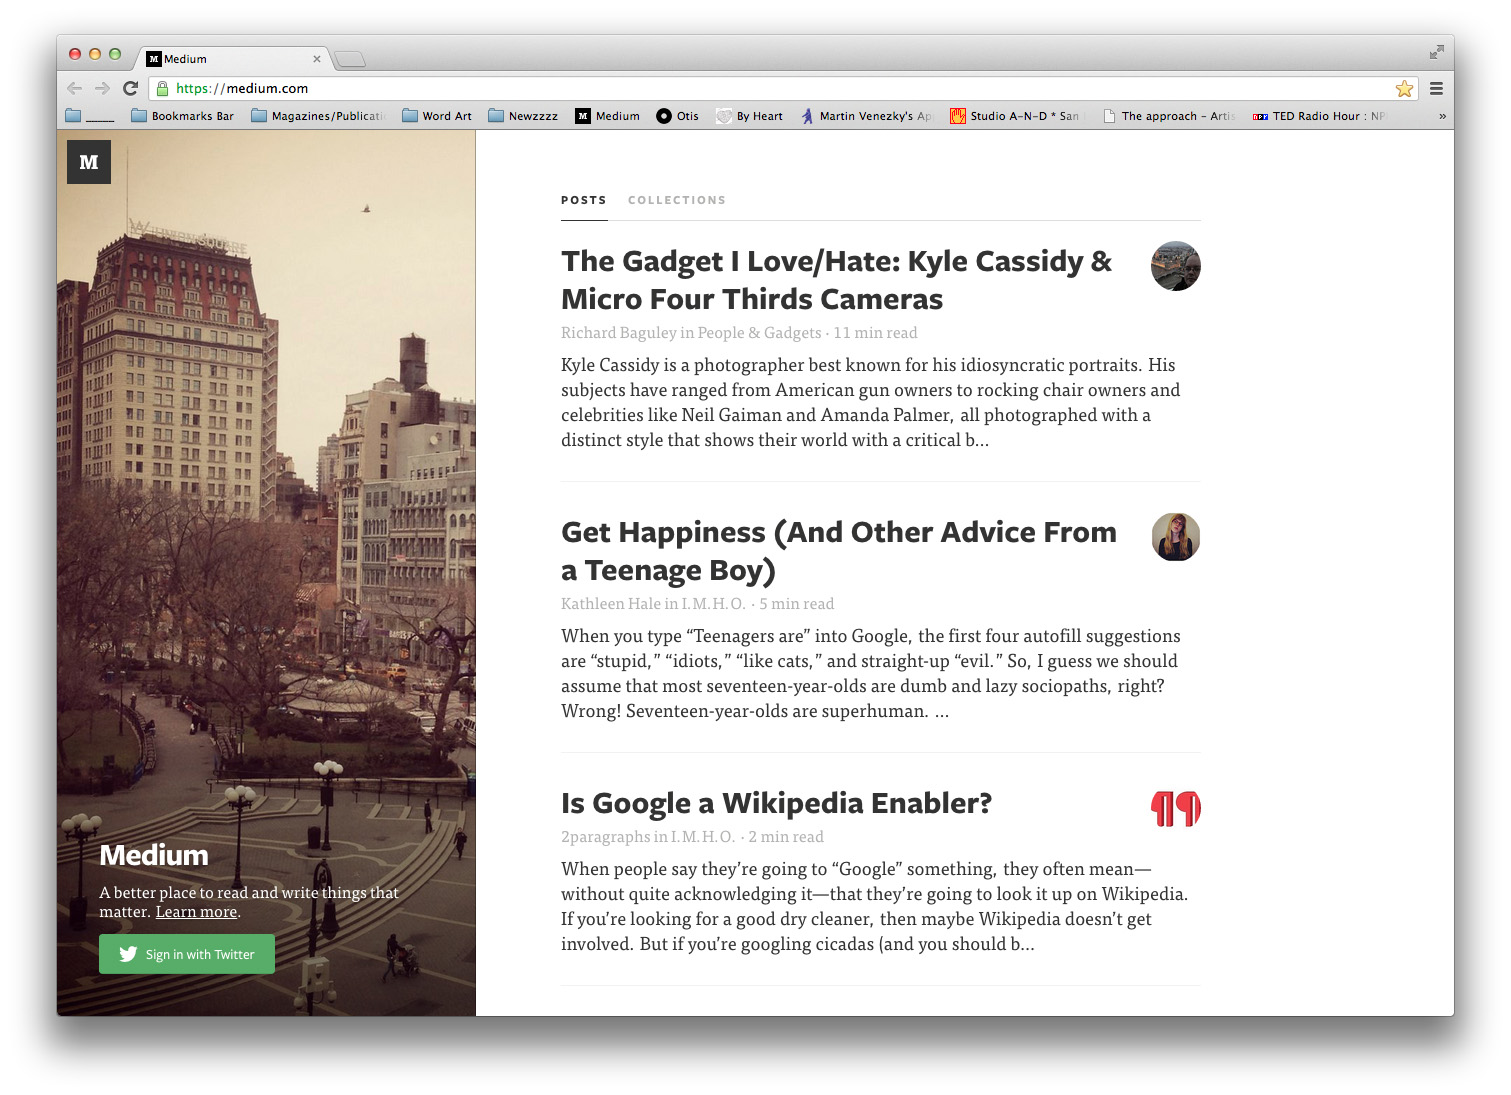 Medium
https://medium.com
____ Bookmarks Bar Magazines/Publicati Word Art Newzzzz Medium Otis By Heart Martin Venezky's Ap Studio A-N-D * San The approach - Artis TED Radio Hour : NP »
M
UNION SQUARE
POSTS COLLECTIONS
The Gadget I Love/Hate: Kyle Cassidy &
Micro Four Thirds Cameras
Richard Baguley in People & Gadgets · 11 min read
Kyle Cassidy is a photographer best known for his idiosyncratic portraits. His
subjects have ranged from American gun owners to rocking chair owners and
celebrities like Neil Gaiman and Amanda Palmer, all photographed with a
distinct style that shows their world with a critical b...
Get Happiness (And Other Advice From
a Teenage Boy)
Kathleen Hale in I.M.H.O. · 5 min read
When you type “Teenagers are” into Google, the first four autofill suggestions
are “stupid,” “idiots,” “like cats,” and straight-up “evil.” So, I guess we should
assume that most seventeen-year-olds are dumb and lazy sociopaths, right?
Wrong! Seventeen-year-olds are superhuman. ...
Is Google a Wikipedia Enabler?
2paragraphs in I.M.H.O. · 2 min read
When people say they’re going to “Google” something, they often mean—
without quite acknowledging it—that they’re going to look it up on Wikipedia.
If you’re looking for a good dry cleaner, then maybe Wikipedia doesn’t get
involved. But if you’re googling cicadas (and you should b...
Medium
A better place to read and write things that
matter. Learn more.
Sign in with Twitter